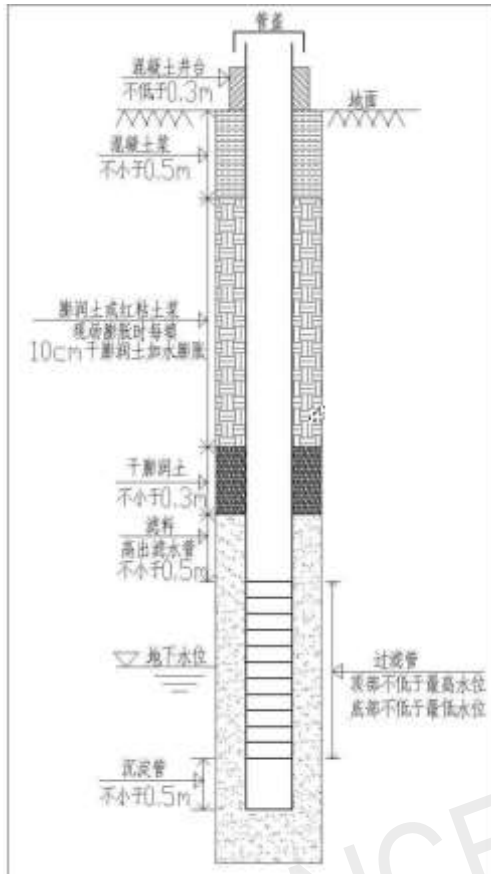 管盖
混凝土井台
不低于0.3m
地面
混凝土浆
不小于0.5m
膨润土或红粘土浆
现场膨胀时每填
10cm干膨润土加水膨胀
干膨润土
不小于0.3m
滤料
高出滤水管
不小于0.5m
地下水位
过滤管
顶部不低于最高水位
底部不低于最低水位
沉淀管
不小于0.5m